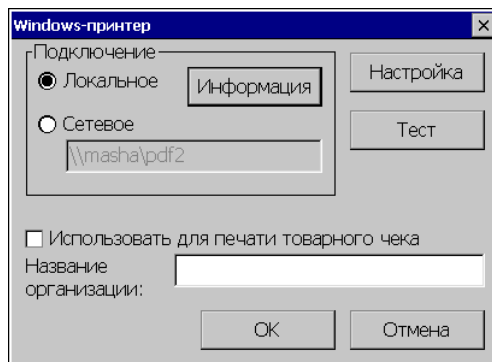 Windows-принтер
Подключение
Локальное
Информация
Настройка
Сетевое
Тест
\\masha\pdf2
Использовать для печати товарного чека
Название
организации:
OK
Отмена